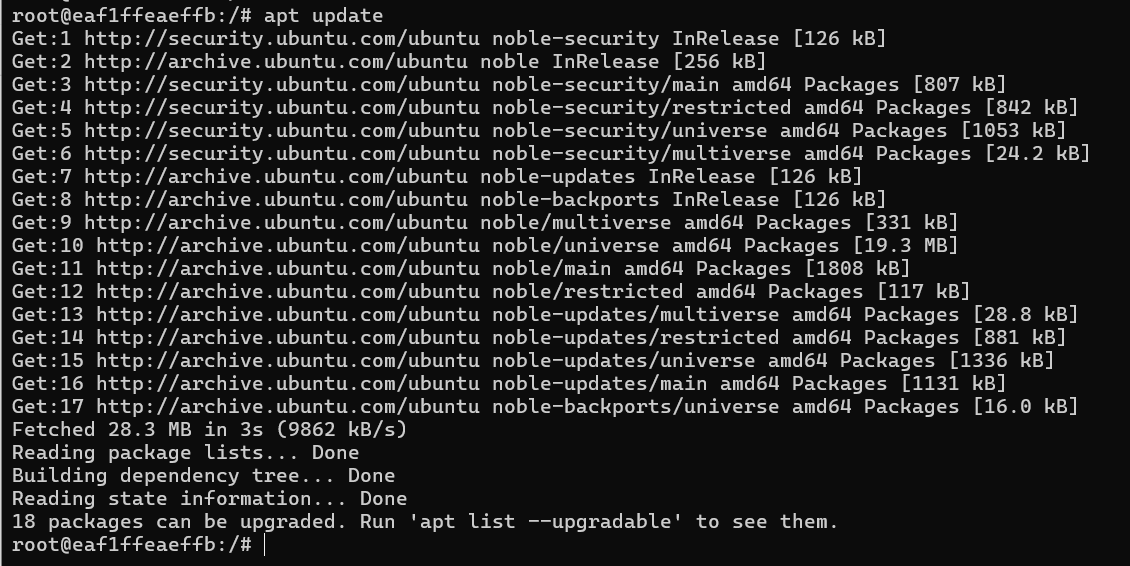 root@eaf1ffeaeffb:/# apt update
Get:1 http://security.ubuntu.com/ubuntu noble-security InRelease [126 kB]
Get:2 http://archive.ubuntu.com/ubuntu noble InRelease [256 kB]
Get:3 http://security.ubuntu.com/ubuntu noble-security/main amd64 Packages [807 kB]
Get:4 http://security.ubuntu.com/ubuntu noble-security/restricted amd64 Packages [842 kB]
Get:5 http://security.ubuntu.com/ubuntu noble-security/universe amd64 Packages [1053 kB]
Get:6 http://security.ubuntu.com/ubuntu noble-security/multiverse amd64 Packages [24.2 kB]
Get:7 http://archive.ubuntu.com/ubuntu noble-updates InRelease [126 kB]
Get:8 http://archive.ubuntu.com/ubuntu noble-backports InRelease [126 kB]
Get:9 http://archive.ubuntu.com/ubuntu noble/multiverse amd64 Packages [331 kB]
Get:10 http://archive.ubuntu.com/ubuntu noble/universe amd64 Packages [19.3 MB]
Get:11 http://archive.ubuntu.com/ubuntu noble/main amd64 Packages [1808 kB]
Get:12 http://archive.ubuntu.com/ubuntu noble/restricted amd64 Packages [117 kB]
Get:13 http://archive.ubuntu.com/ubuntu noble-updates/multiverse amd64 Packages [28.8 kB]
Get:14 http://archive.ubuntu.com/ubuntu noble-updates/restricted amd64 Packages [881 kB]
Get:15 http://archive.ubuntu.com/ubuntu noble-updates/universe amd64 Packages [1336 kB]
Get:16 http://archive.ubuntu.com/ubuntu noble-updates/main amd64 Packages [1131 kB]
Get:17 http://archive.ubuntu.com/ubuntu noble-backports/universe amd64 Packages [16.0 kB]
Fetched 28.3 MB in 3s (9862 kB/s)
Reading package lists... Done
Building dependency tree... Done
Reading state information... Done
18 packages can be upgraded. Run 'apt list --upgradable' to see them.
root@eaf1ffeaeffb:/#